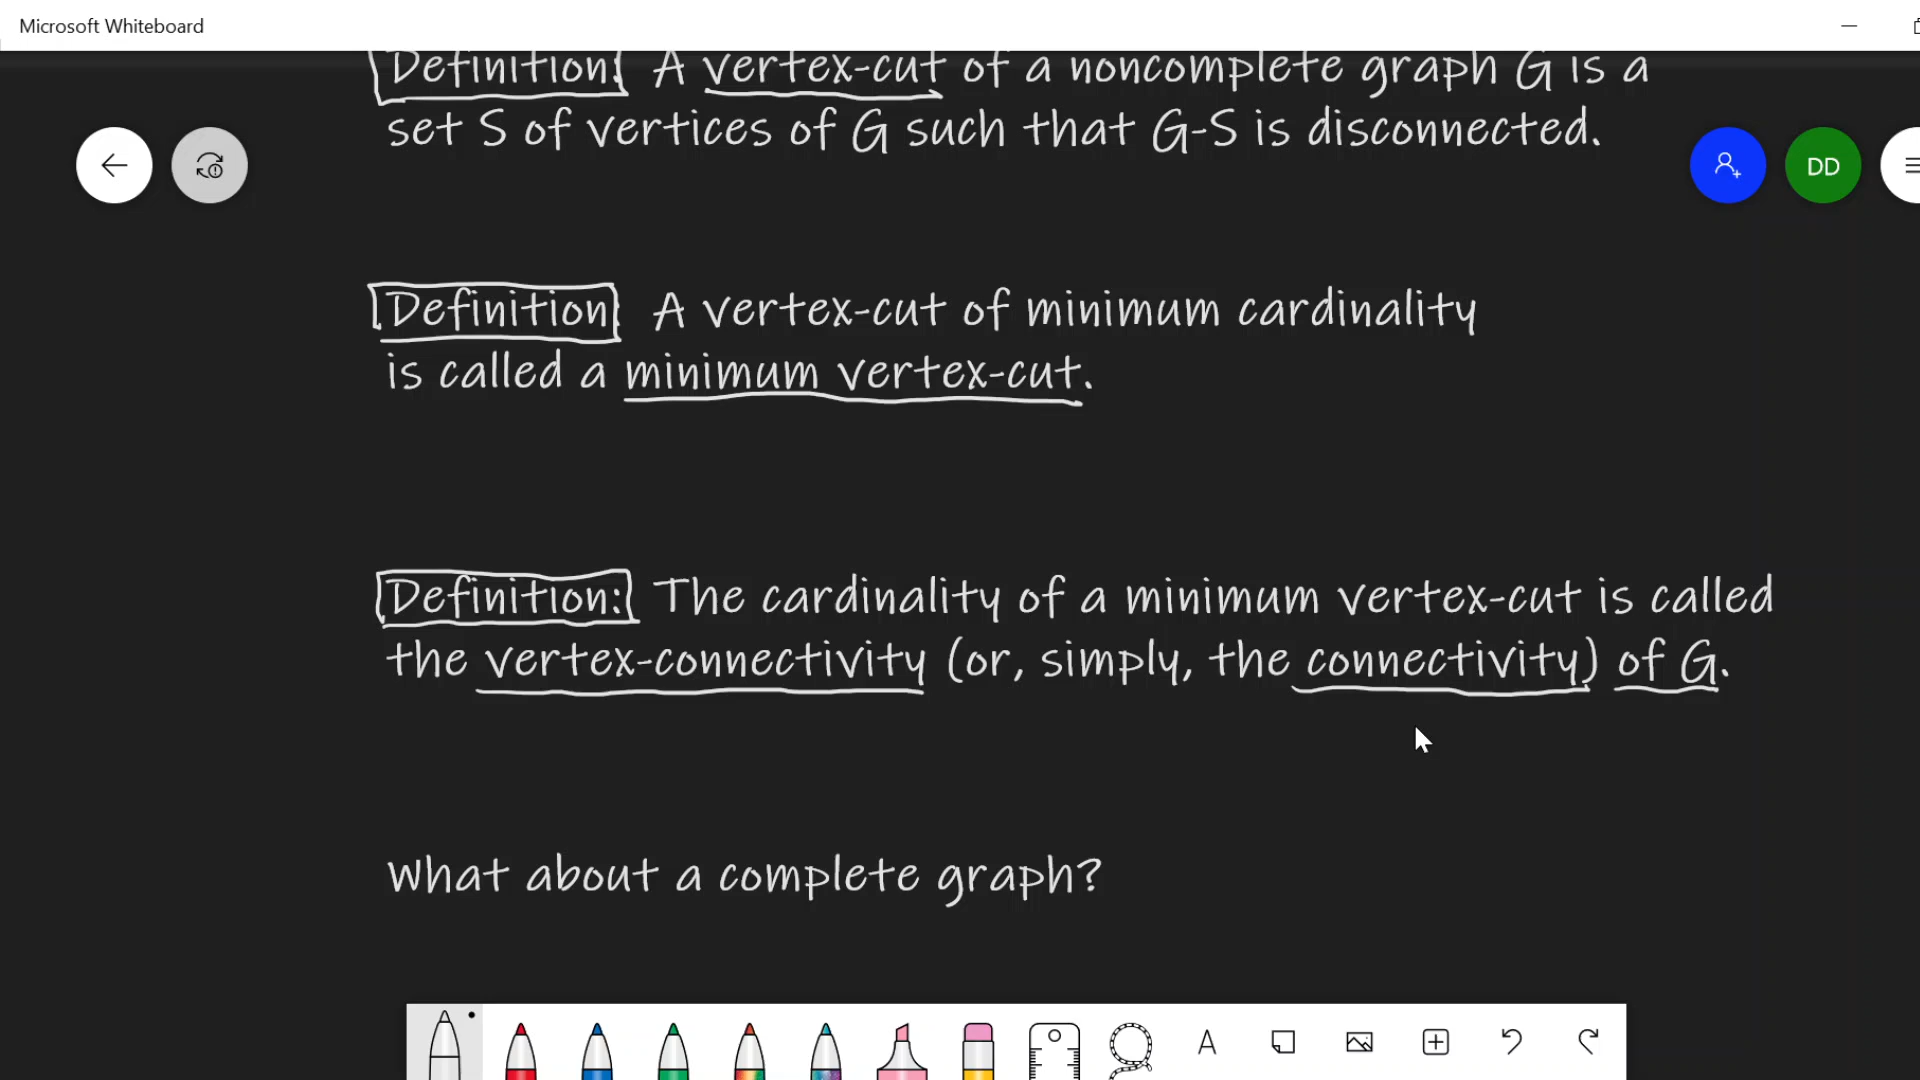 Microsoft Whiteboard
Definition: A vertex-cut of a noncomplete graph G is a
set S of vertices of G such that G-S is disconnected.
DD
Definition: A vertex-cut of minimum cardinality
is called a minimum vertex-cut.
Definition: The cardinality of a minimum vertex-cut is called
the vertex-connectivity (or, simply, the connectivity) of G.
What about a complete graph?
A